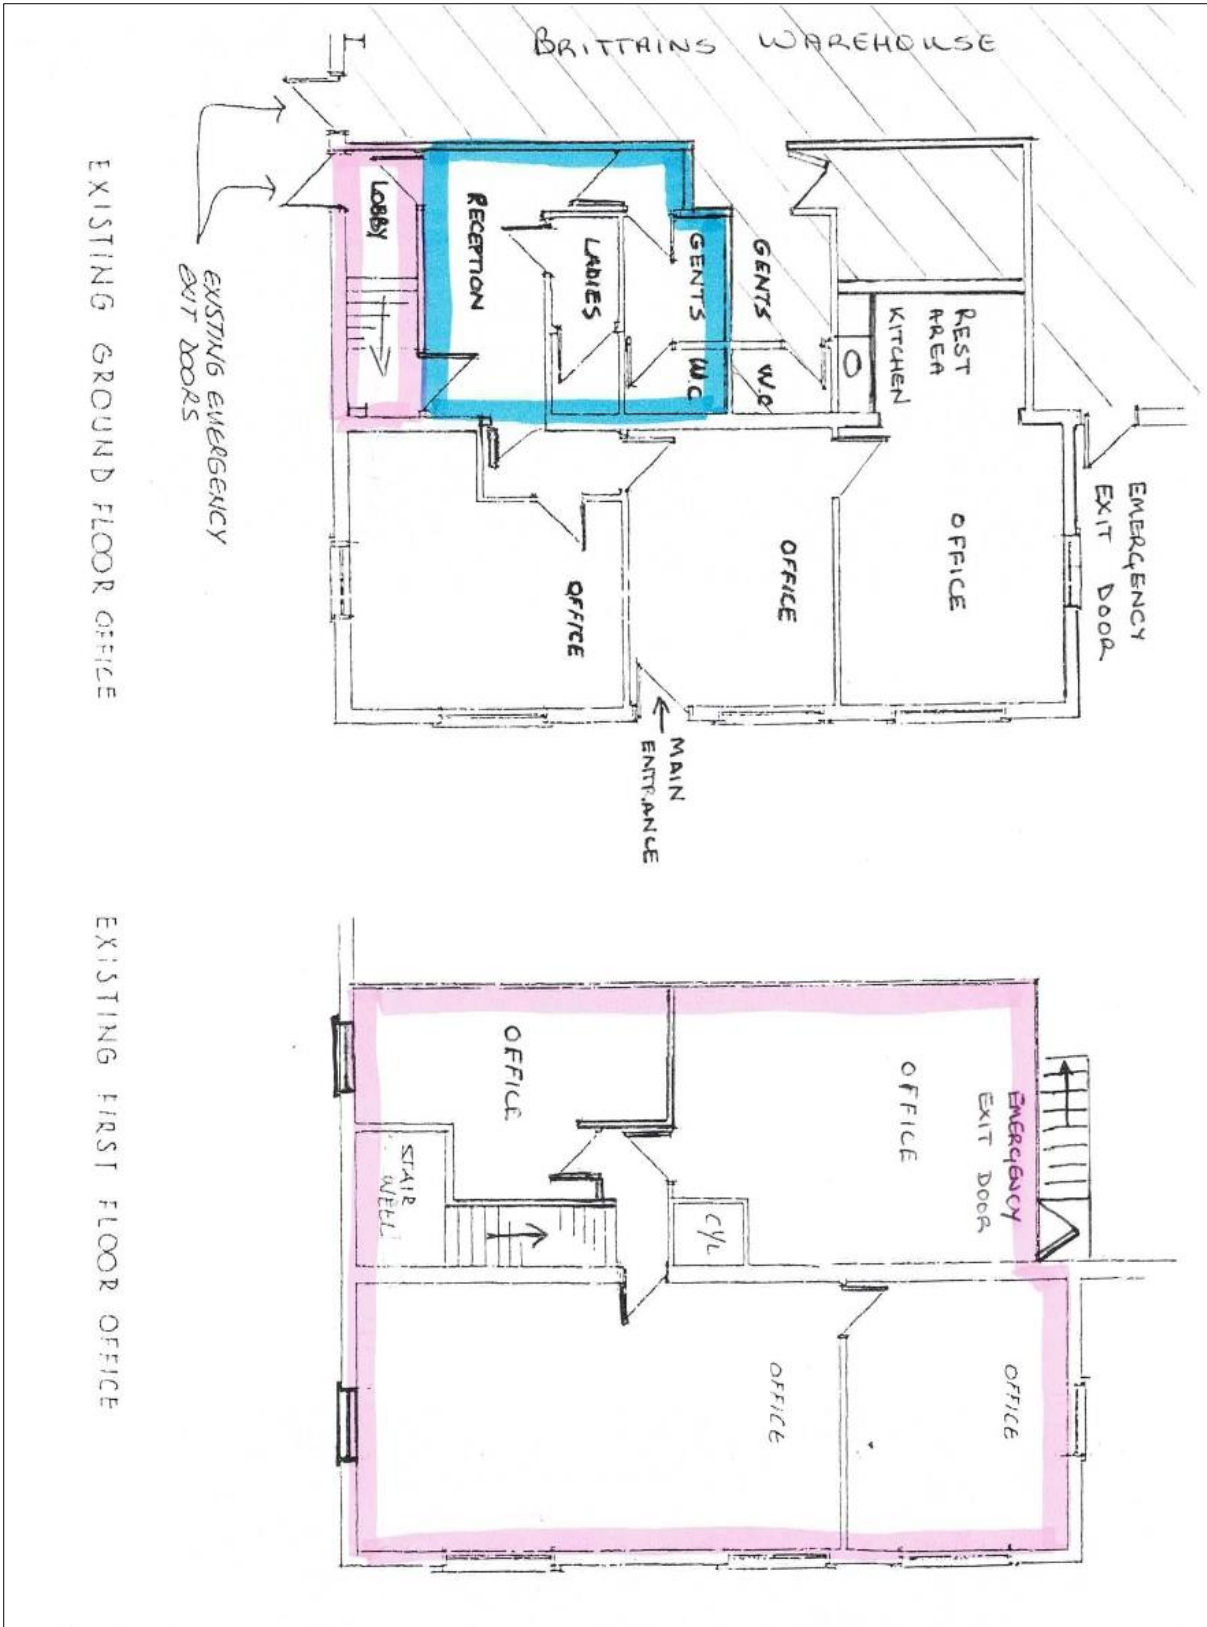 BRITTAINS WAREHOUSE
EXISTING GROUND FLOOR OFFICE
EXISTING EMERGENCY
EXIT DOORS
LOBBY
RECEPTION
LADIES
GENTS
W.C
GENTS
W.C
REST
AREA
KITCHEN
EMERGENCY
EXIT DOOR
OFFICE
OFFICE
OFFICE
MAIN
ENTRANCE
EXISTING FIRST FLOOR OFFICE
OFFICE
OFFICE
EMERGENCY
EXIT DOOR
STAIR
WELL
CYL
OFFICE
OFFICE